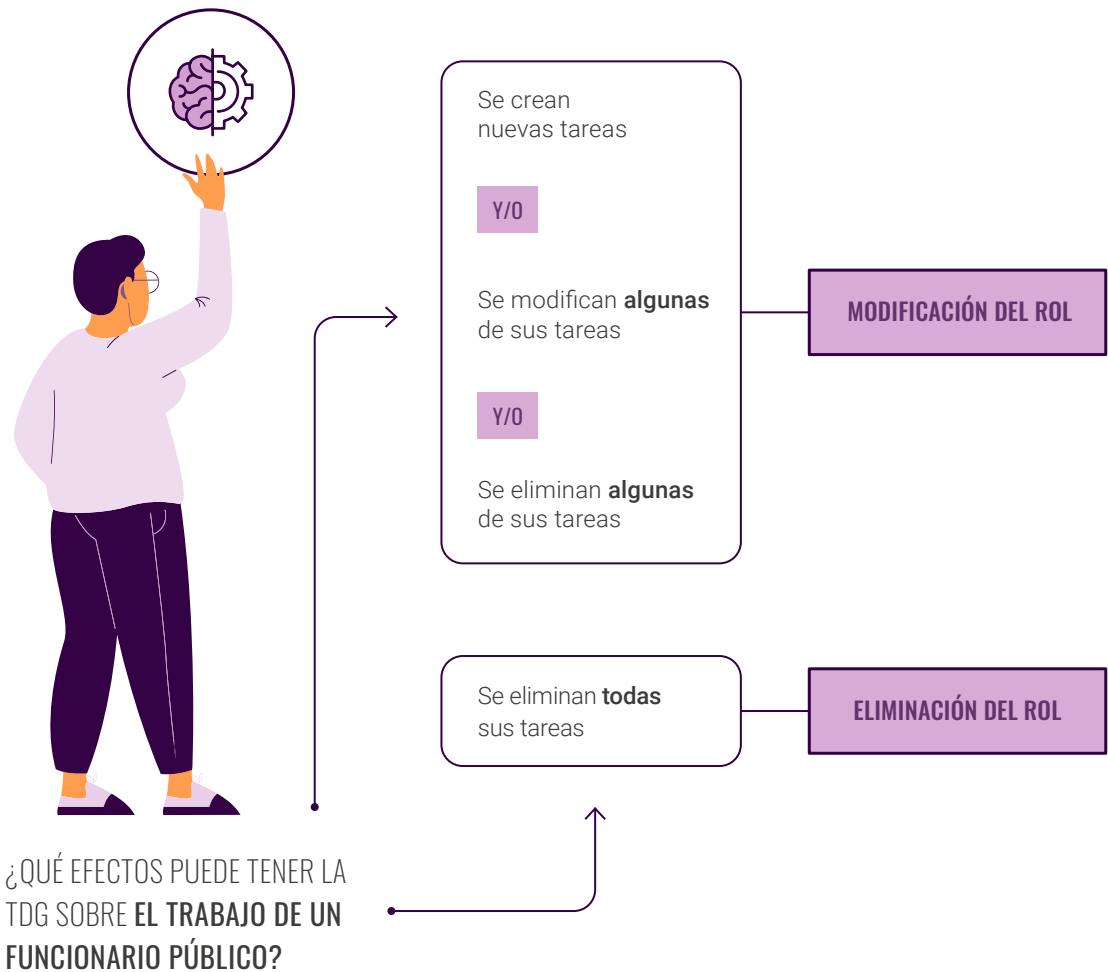 Se crean
nuevas tareas
Y/O
Se modifican algunas
de sus tareas
Y/O
Se eliminan algunas
de sus tareas
MODIFICACIÓN DEL ROL
Se eliminan todas
sus tareas
ELIMINACIÓN DEL ROL
¿QUÉ EFECTOS PUEDE TENER LA
TDG SOBRE EL TRABAJO DE UN
FUNCIONARIO PÚBLICO?